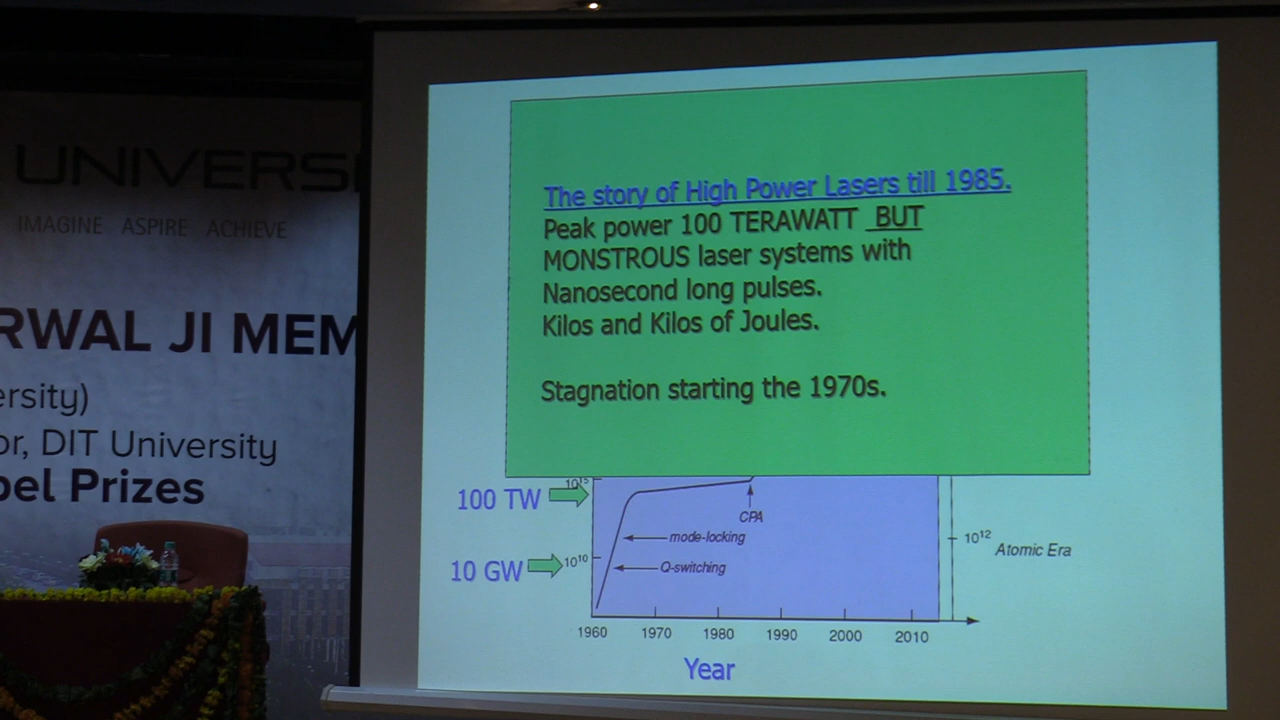 UNIVERS
IMAGINE ASPIRE ACHIEVE
RWAL JI MEM
ersity)
or, DIT University
bel Prizes
The story of High Power Lasers till 1985.
Peak power 100 TERAWATT BUT
MONSTROUS laser systems with
Nanosecond long pulses.
Kilos and Kilos of Joules.
Stagnation starting the 1970s.
100 TW
10¹⁵
CPA
mode-locking
10 GW
10¹⁰
Q-switching
10¹²
Atomic Era
1960 1970 1980 1990 2000 2010
Year